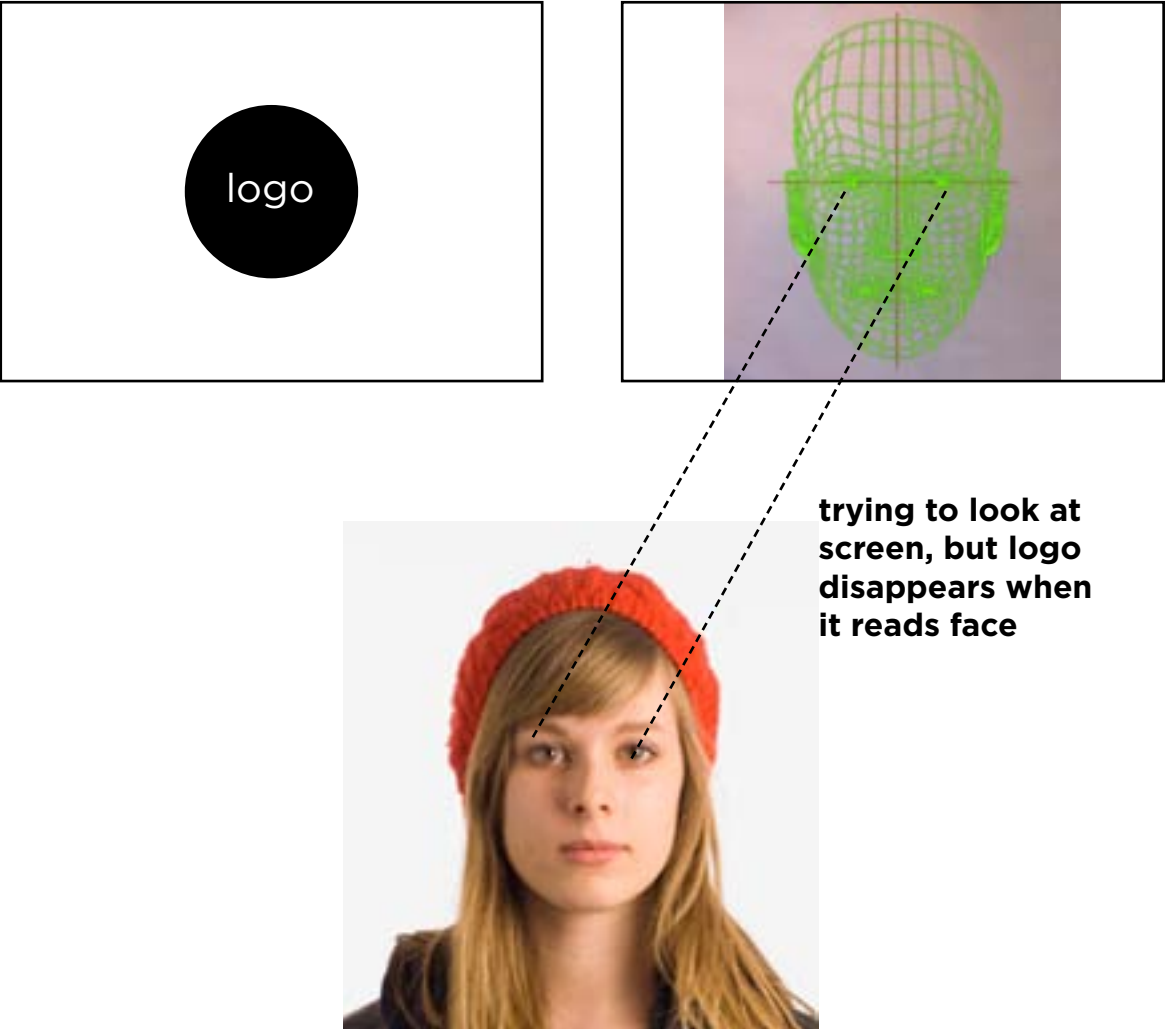 logo
trying to look at
screen, but logo
disappears when
it reads face